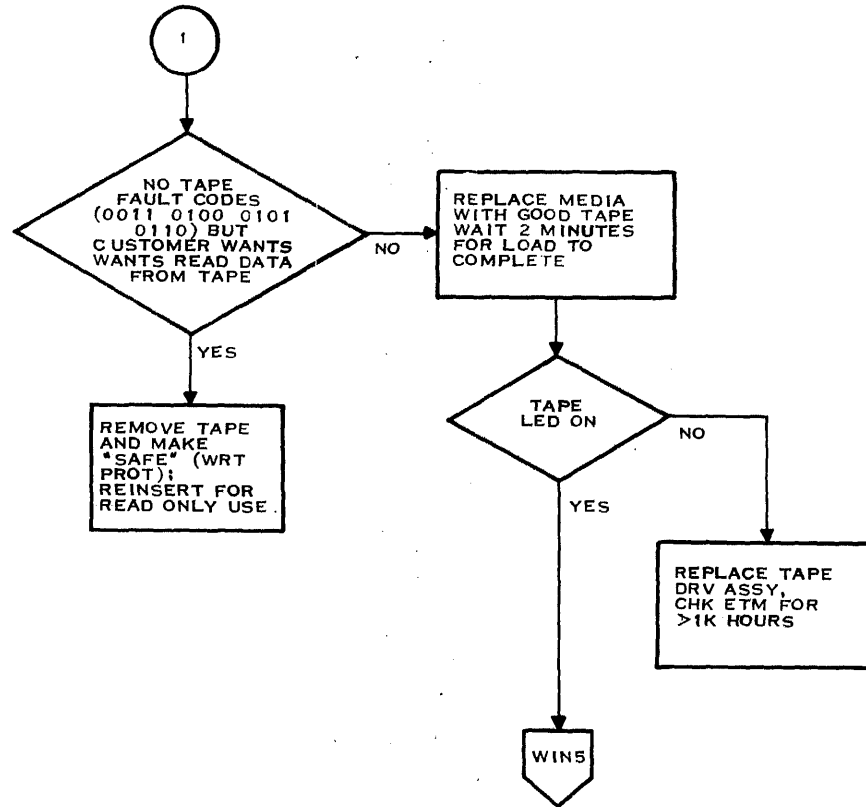 1
NO TAPE
FAULT CODES
(0011 0100 0101
0110) BUT
CUSTOMER WANTS
WANTS READ DATA
FROM TAPE
NO
REPLACE MEDIA
WITH GOOD TAPE
WAIT 2 MINUTES
FOR LOAD TO
COMPLETE
YES
REMOVE TAPE
AND MAKE
"SAFE" (WRT
PROT);
REINSERT FOR
READ ONLY USE.
TAPE
LED ON
NO
YES
REPLACE TAPE
DRV ASSY,
CHK ETM FOR
>1K HOURS
WIN5